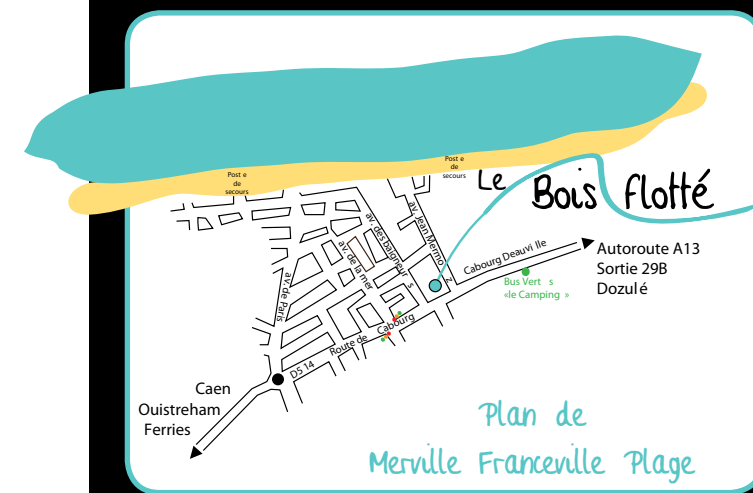 Post e
de
secours
Post e
de
secours
Le Bois flotté
av. Jean Mermo z
av. des baigneur s
av. de la mer
av. de Paris
Cabourg Deauvi lle
Autoroute A13
Sortie 29B
Dozulé
Bus Vert s
«le Camping »
Route de Cabourg
D5 14
Caen
Ouistreham
Ferries
Plan de
Merville Franceville Plage